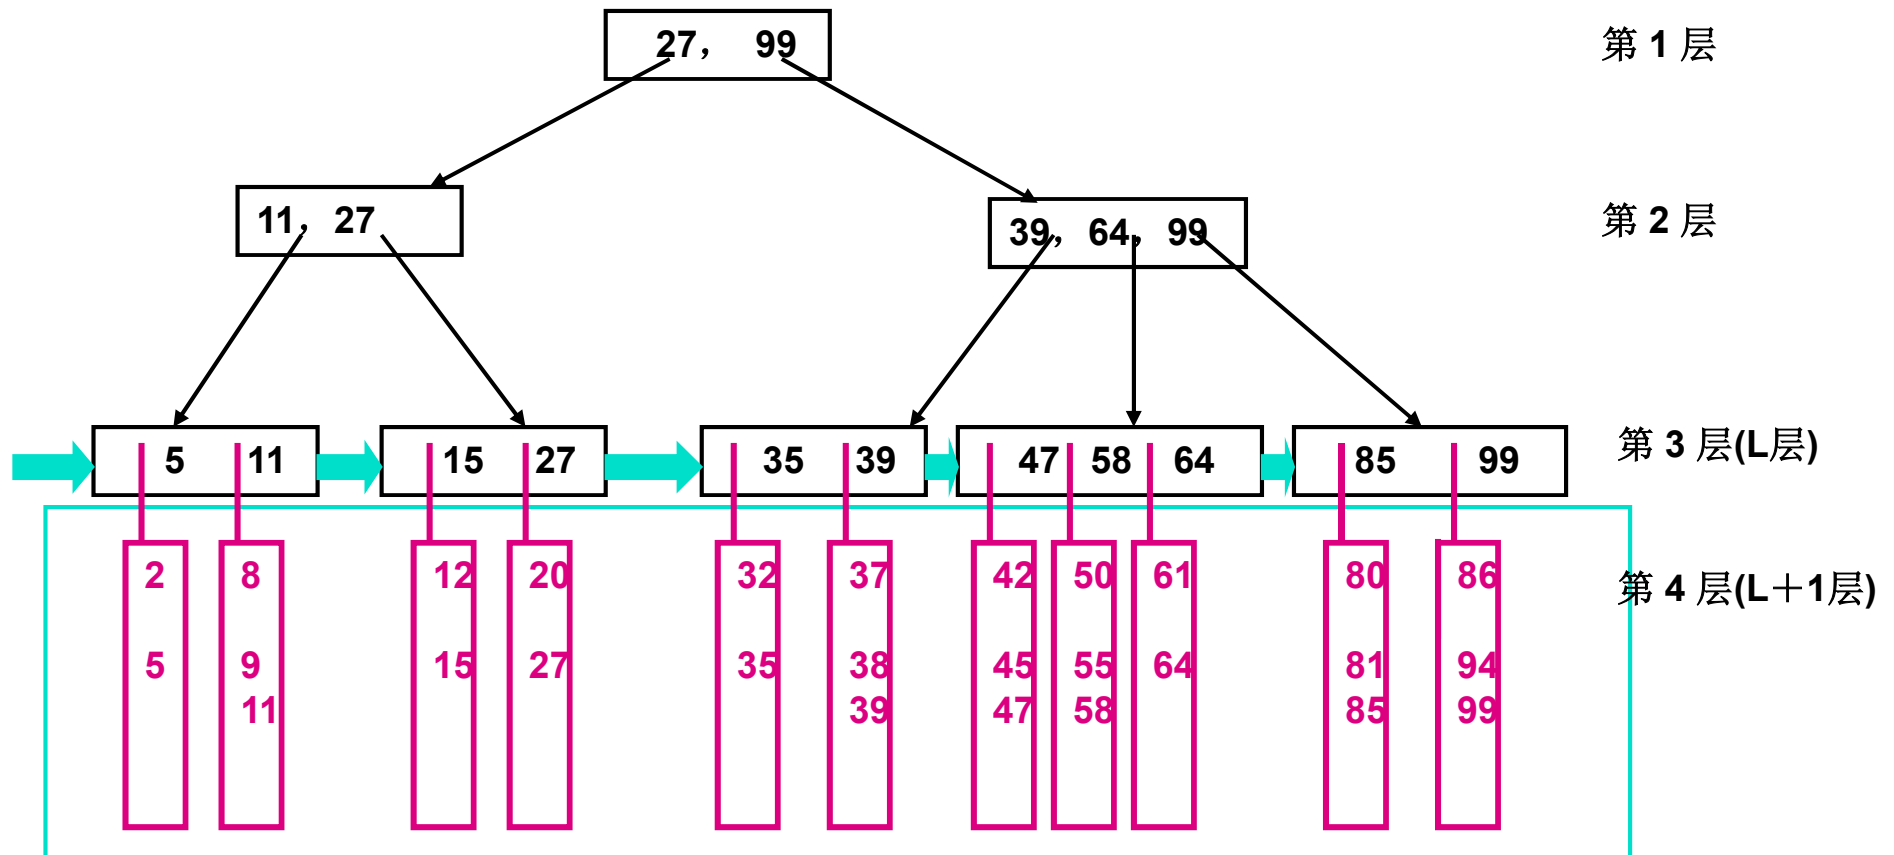 27， 99 第 1 层
11， 27 39， 64， 99 第 2 层
5 11 15 27 35 39 47 58 64 85 99 第 3 层(L层)
2 8 12 20 32 37 42 50 61 80 86 第 4 层(L＋1层)
5 9 15 27 35 38 45 55 64 81 94
11 39 47 58 85 99